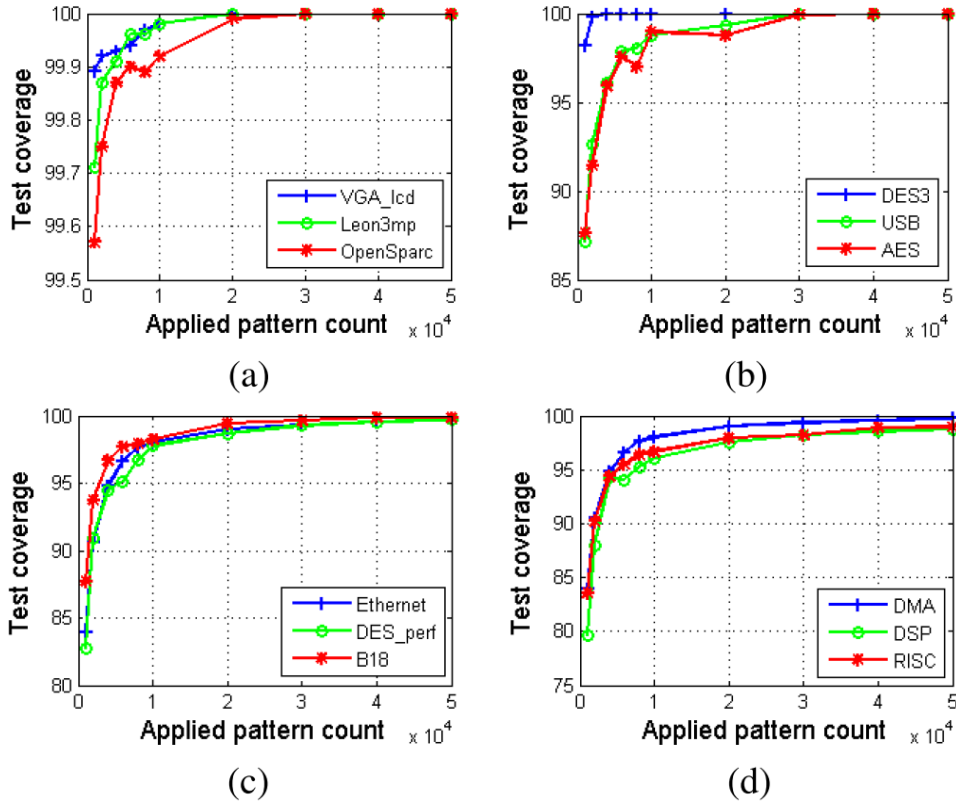 100
99.9
99.8
99.7
99.6
99.5
Test coverage
VGA_lcd
Leon3mp
OpenSparc
0 1 2 3 4 5
Applied pattern count
x 10^4
(a)
100
95
90
85
Test coverage
DES3
USB
AES
0 1 2 3 4 5
Applied pattern count
x 10^4
(b)
100
95
90
85
80
Test coverage
Ethernet
DES_perf
B18
0 1 2 3 4 5
Applied pattern count
x 10^4
(c)
100
95
90
85
80
75
Test coverage
DMA
DSP
RISC
0 1 2 3 4 5
Applied pattern count
x 10^4
(d)